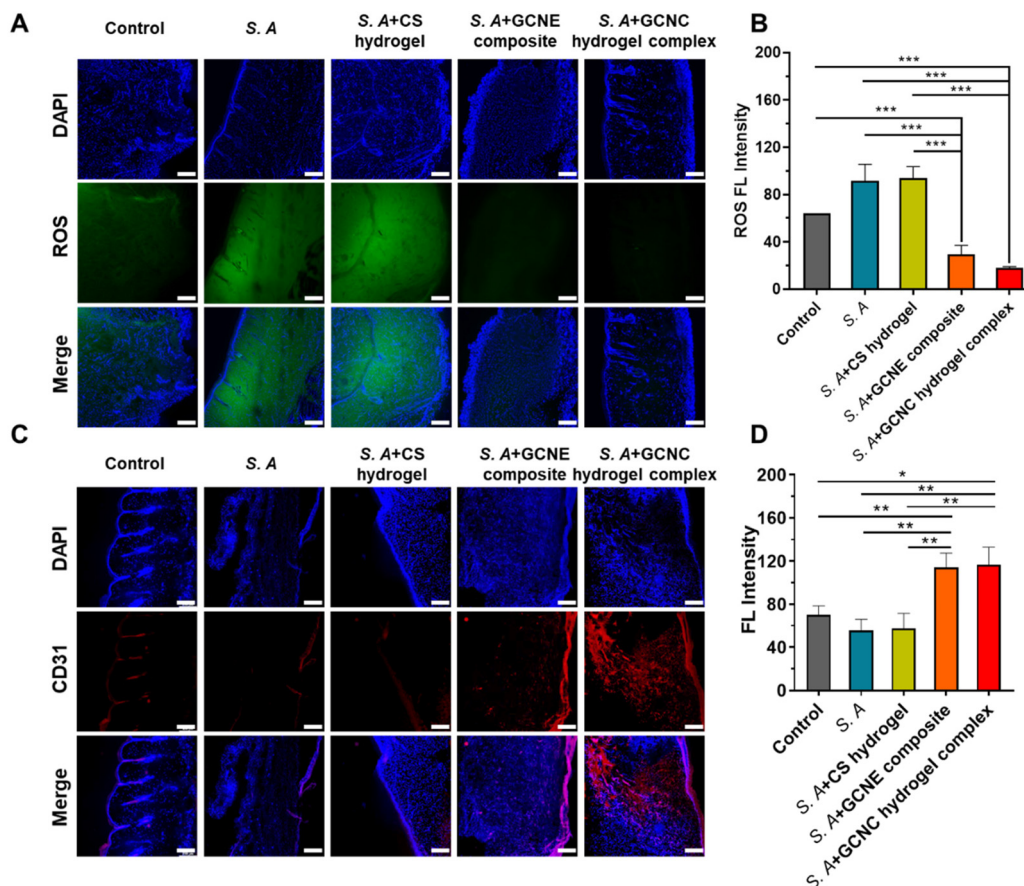 A
Control
S. A
S. A+CS
hydrogel
S. A+GCNE
composite
S. A+GCNC
hydrogel complex
DAPI
ROS
Merge
B
ROS FL Intensity
200
160
120
80
40
0
***
***
***
***
***
***
Control
S. A
S. A+CS hydrogel
S. A+GCNE composite
S. A+GCNC hydrogel complex
C
Control
S. A
S. A+CS
hydrogel
S. A+GCNE
composite
S. A+GCNC
hydrogel complex
DAPI
CD31
Merge
D
FL Intensity
200
160
120
80
40
0
*
**
**
**
**
**
Control
S. A
S. A+CS hydrogel
S. A+GCNE composite
S. A+GCNC hydrogel complex